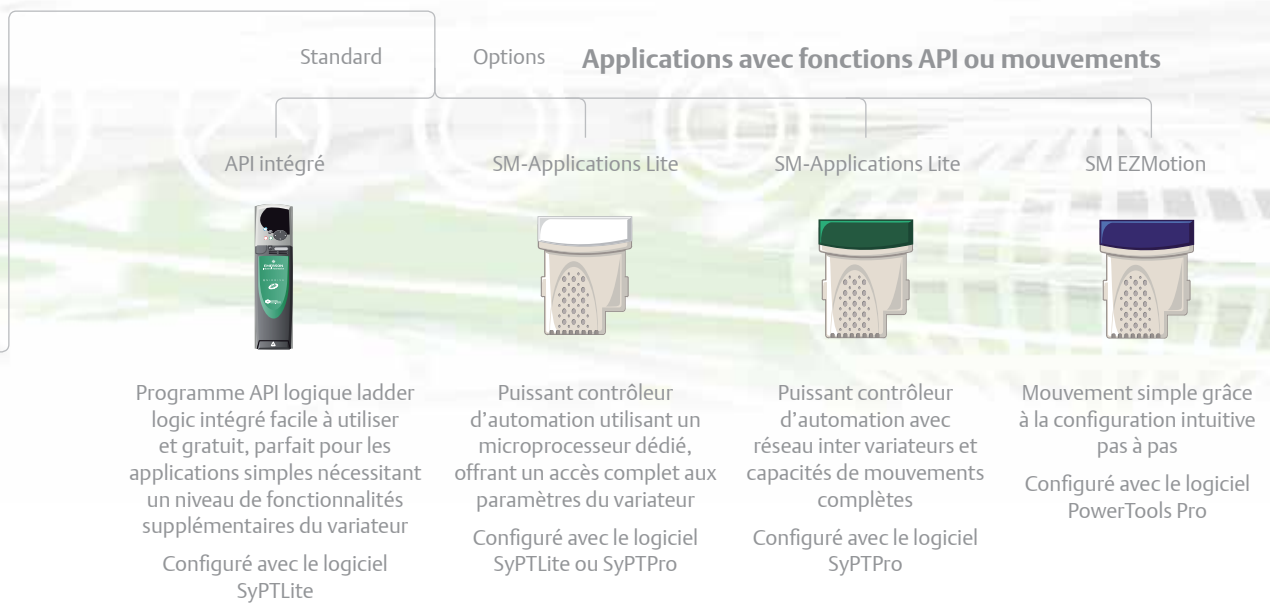 Standard
Options
Applications avec fonctions API ou mouvements
API intégré
SM-Applications Lite
SM-Applications Lite
SM EZMotion
Programme API logique ladder
logic intégré facile à utiliser
et gratuit, parfait pour les
applications simples nécessitant
un niveau de fonctionnalités
supplémentaires du variateur
Configuré avec le logiciel
SyPTLite
Puissant contrôleur
d'automation utilisant un
microprocesseur dédié,
offrant un accès complet aux
paramètres du variateur
Configuré avec le logiciel
SyPTLite ou SyPTPro
Puissant contrôleur
d'automation avec
réseau inter variateurs et
capacités de mouvements
complètes
Configuré avec le logiciel
SyPTPro
Mouvement simple grâce
à la configuration intuitive
pas à pas
Configuré avec le logiciel
PowerTools Pro